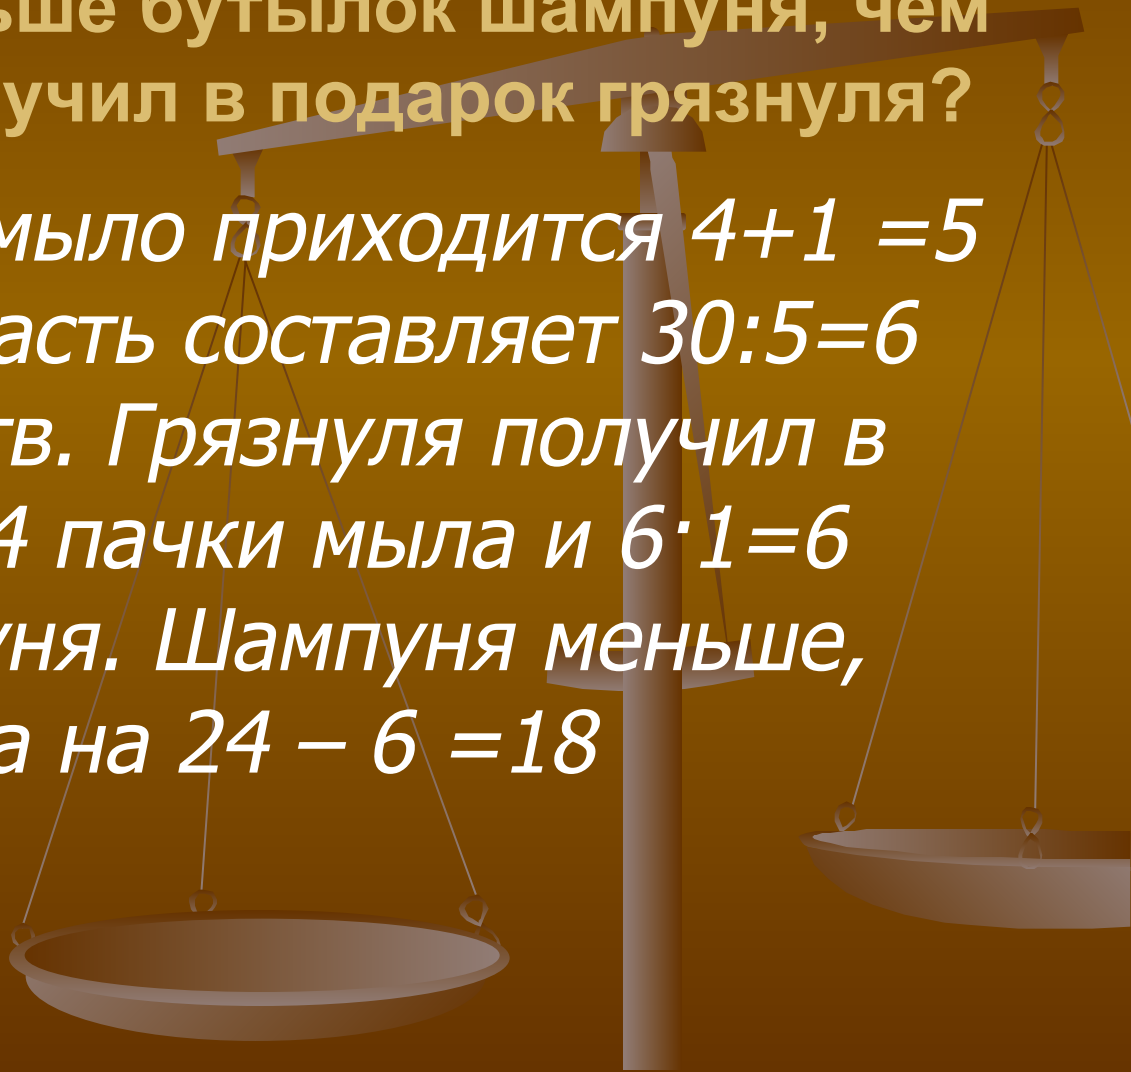 ьше бутылок шампуня, чем
учил в подарок грязнуля?
мыло приходится 4+1 =5
асть составляет 30:5=6
тв. Грязнуля получил в
4 пачки мыла и 6·1=6
уня. Шампуня меньше,
а на 24 – 6 =18